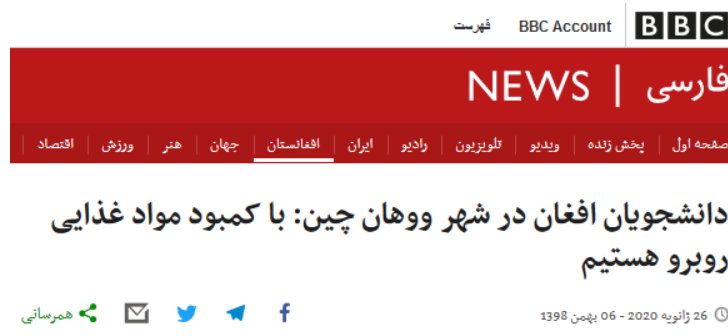 BBC BBC Account فهرست
فارسی | NEWS
صفحه اول | پخش زنده | ویدیو | تلویزیون | رادیو | ایران | افغانستان | جهان | هنر | ورزش | اقتصاد
دانشجویان افغان در شهر ووهان چین: با کمبود مواد غذایی
روبرو هستیم
26 ژانویه 2020 - 06 بهمن 1398 همرسانی